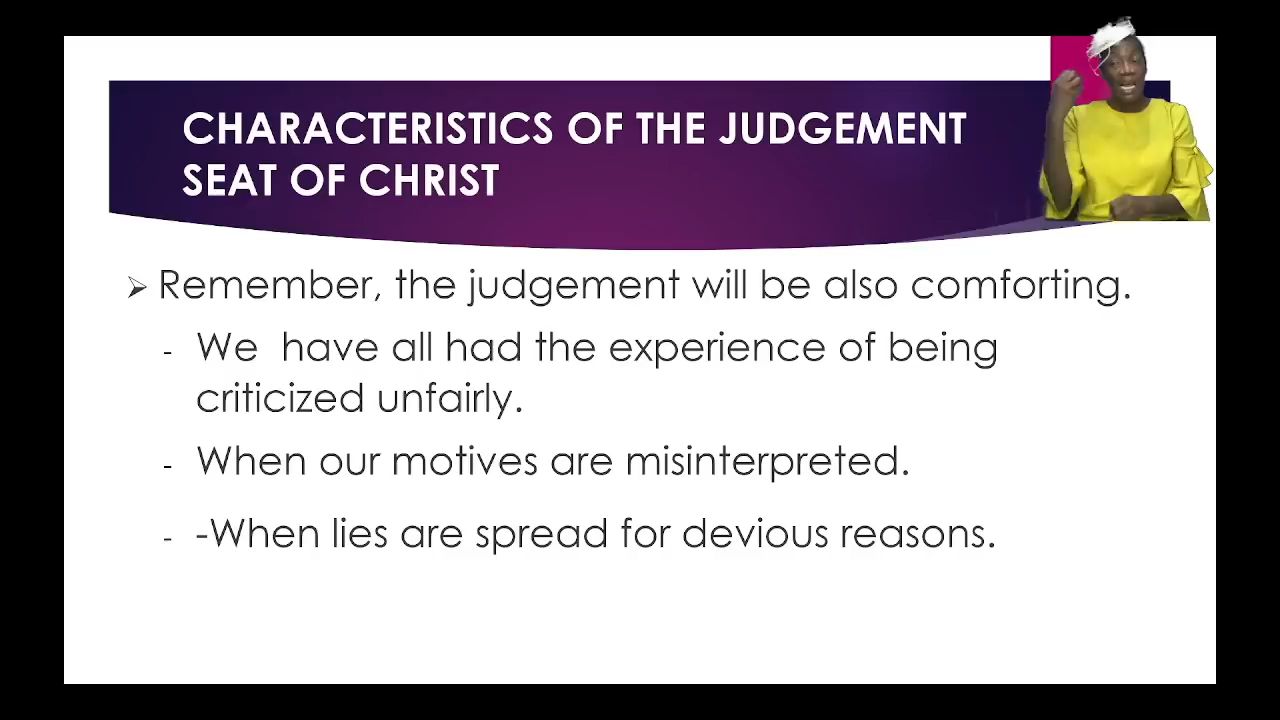 CHARACTERISTICS OF THE JUDGEMENT
SEAT OF CHRIST
➢ Remember, the judgement will be also comforting.
- We  have all had the experience of being
criticized unfairly.
- When our motives are misinterpreted.
- -When lies are spread for devious reasons.